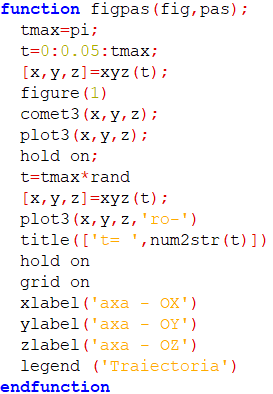 function figpas(fig,pas);
tmax=pi;
t=0:0.05:tmax;
[x,y,z]=xyz(t);
figure(1)
comet3(x,y,z);
plot3(x,y,z);
hold on;
t=tmax*rand
[x,y,z]=xyz(t);
plot3(x,y,z,'ro-')
title(['t= ',num2str(t)])
hold on
grid on
xlabel('axa - OX')
ylabel('axa - OY')
zlabel('axa - OZ')
legend ('Traiectoria')
endfunction